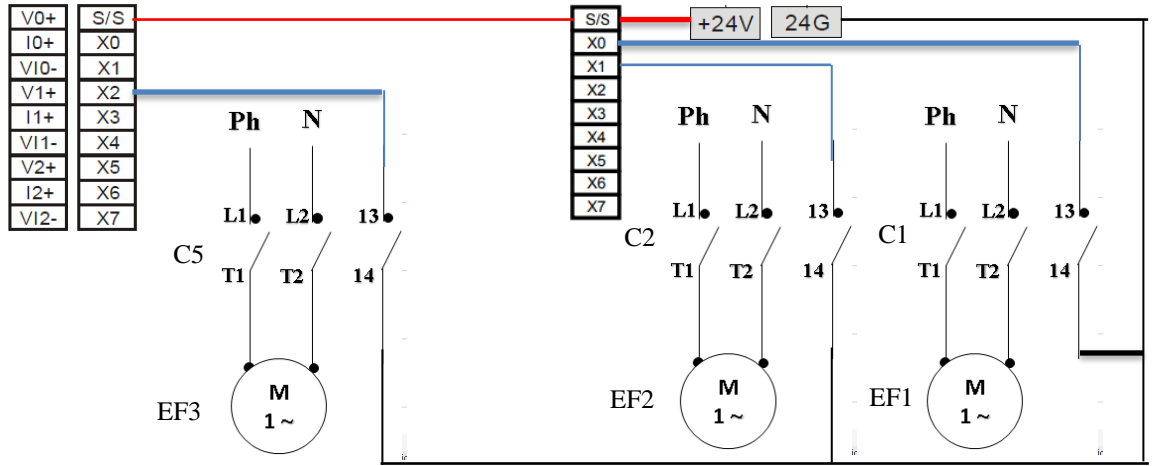 V0+ S/S S/S +24V 24G
I0+ X0 X0
VI0- X1 X1
V1+ X2 X2
I1+ X3 X3
VI1- X4 X4
V2+ X5 X5
I2+ X6 X6
VI2- X7 X7
Ph N Ph N Ph N
L1 L2 13 L1 L2 13 L1 L2 13
C5 C2 C1
T1 T2 14 T1 T2 14 T1 T2 14
M M M
EF3 1 ~ EF2 1 ~ EF1 1 ~